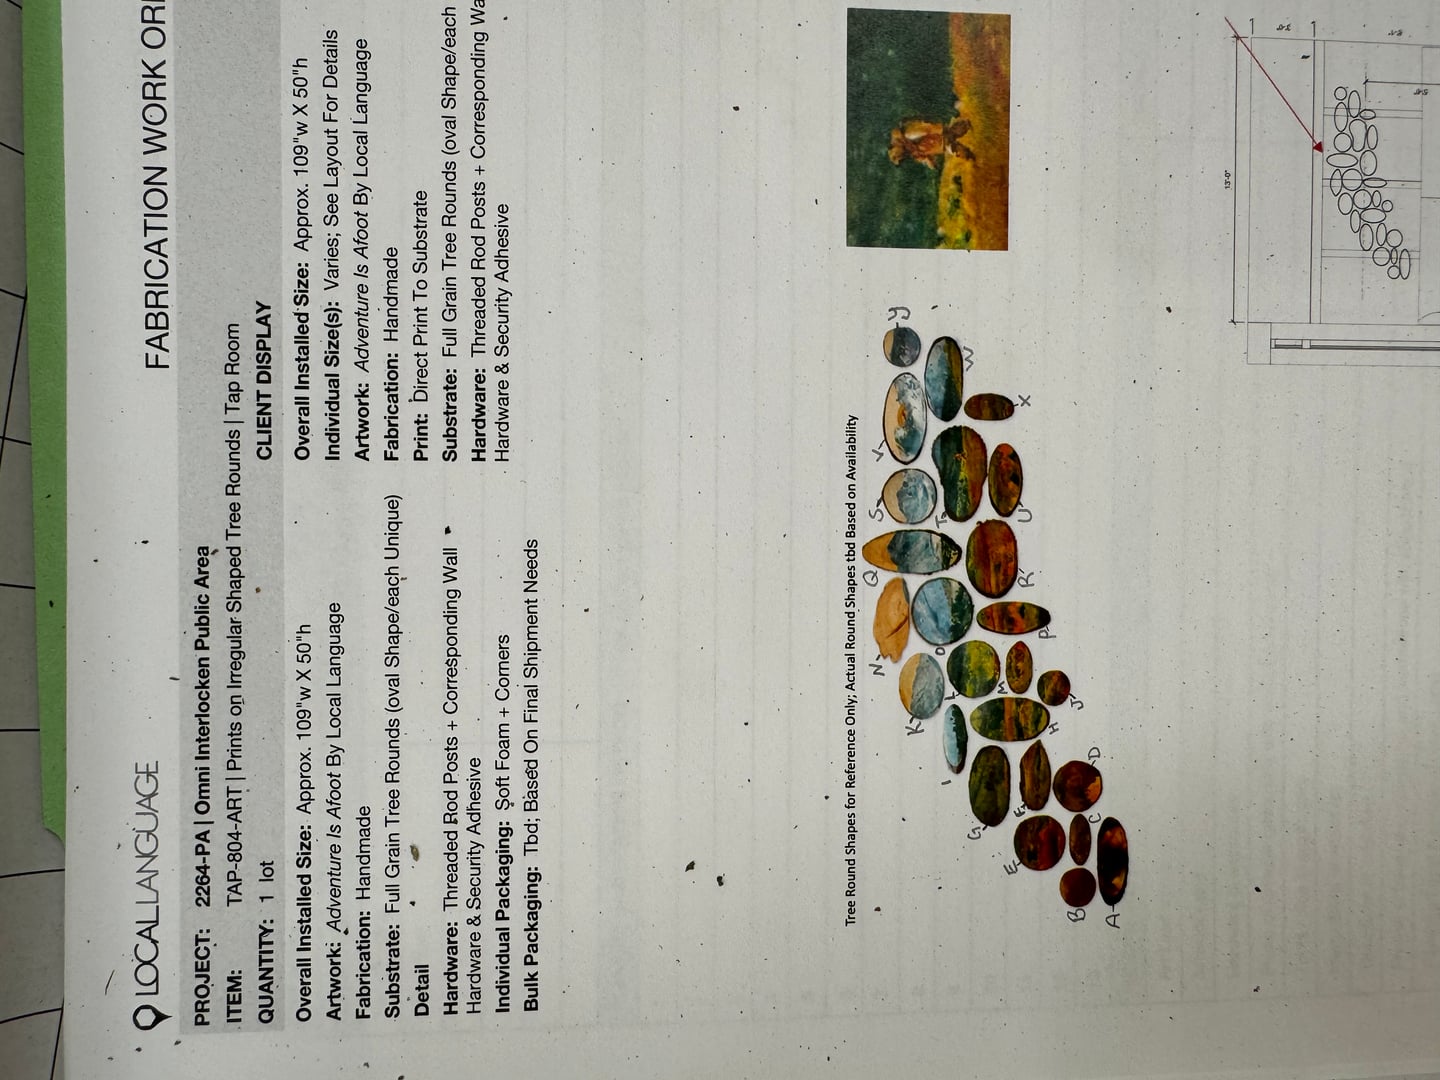 LOCALLANGUAGE
FABRICATION WORK OR
PROJECT: 2264-PA | Omni Interlocken Public Area
ITEM: TAP-804-ART | Prints on Irregular Shaped Tree Rounds | Tap Room
QUANTITY: 1 lot
CLIENT DISPLAY
Overall Installed Size: Approx. 109"w X 50"h
Artwork: Adventure Is Afoot By Local Language
Fabrication: Handmade
Substrate: Full Grain Tree Rounds (oval Shape/each Unique)
Detail
Hardware: Threaded Rod Posts + Corresponding Wall
Hardware & Security Adhesive
Individual Packaging: Soft Foam + Corners
Bulk Packaging: Tbd; Based On Final Shipment Needs
Overall Installed Size: Approx. 109"w X 50"h
Individual Size(s): Varies; See Layout For Details
Artwork: Adventure Is Afoot By Local Language
Fabrication: Handmade
Print: Direct Print To Substrate
Substrate: Full Grain Tree Rounds (oval Shape/each
Hardware: Threaded Rod Posts + Corresponding Wa
Hardware & Security Adhesive
Tree Round Shapes for Reference Only; Actual Round Shapes tbd Based on Availability
N Q S V
K Y
I L O T
W
G
M
E F
H P R U X
B J
C D
A
13'-0"